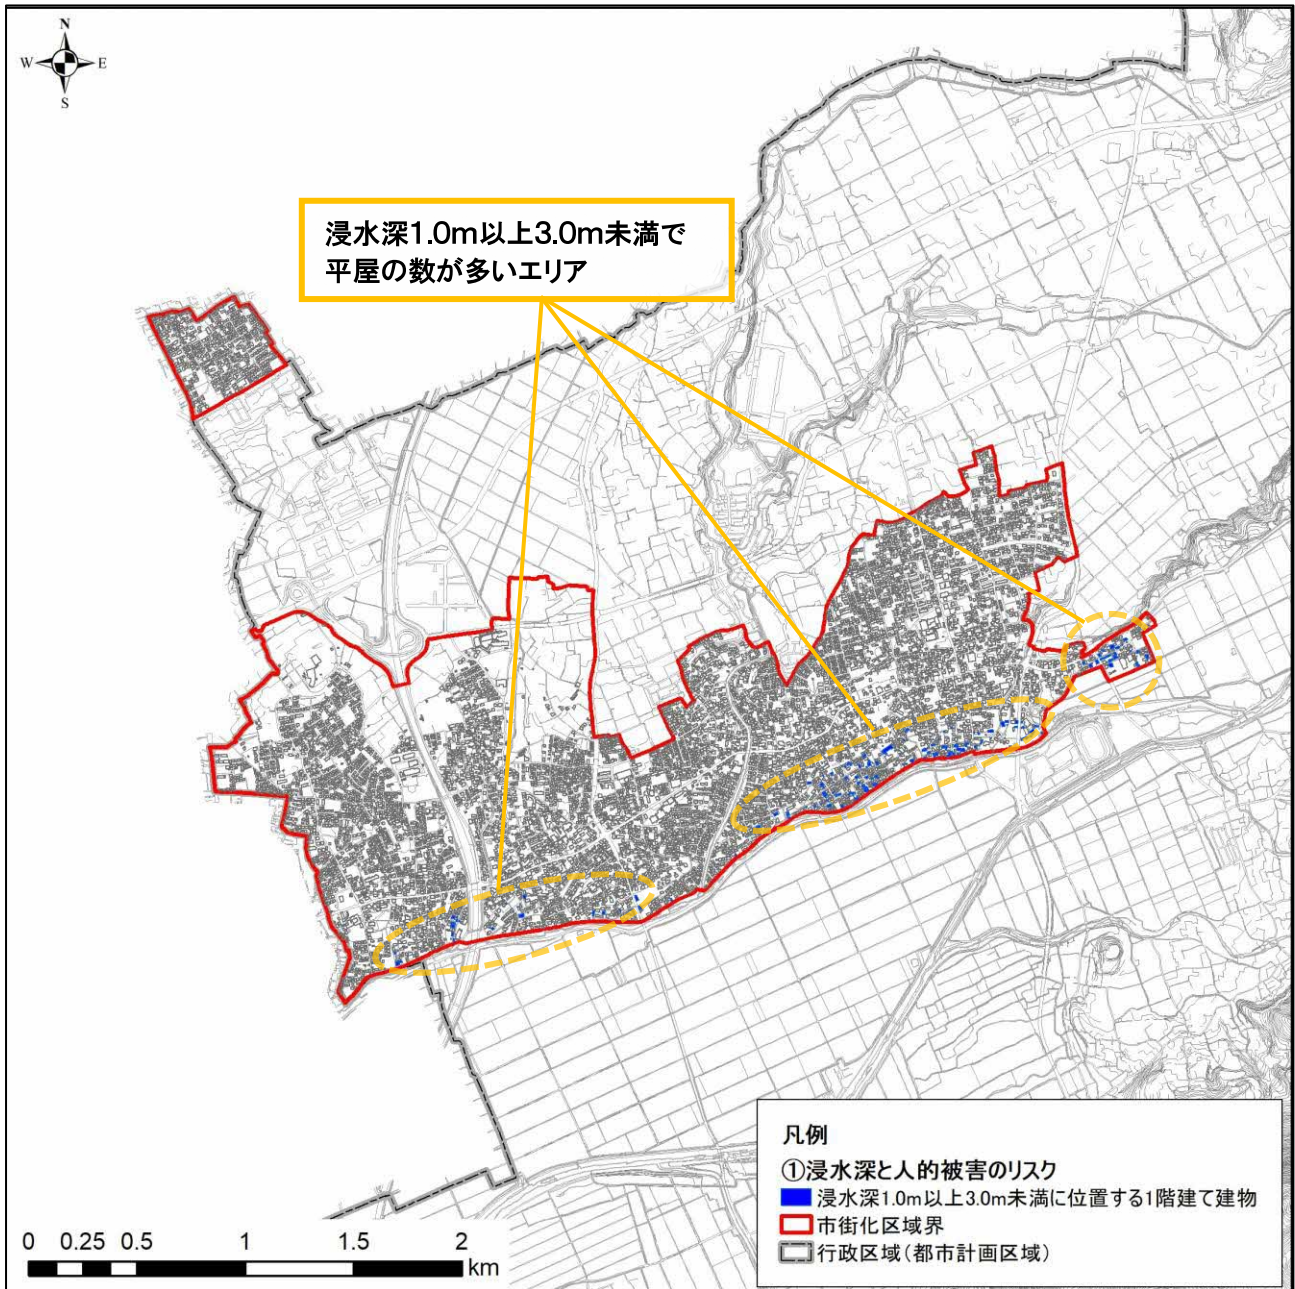 N
W E
S
浸水深1.0m以上3.0m未満で
平屋の数が多いエリア
凡例
①浸水深と人的被害のリスク
浸水深1.0m以上3.0m未満に位置する1階建て建物
市街化区域界
行政区域(都市計画区域)
0 0.25 0.5 1 1.5 2
km